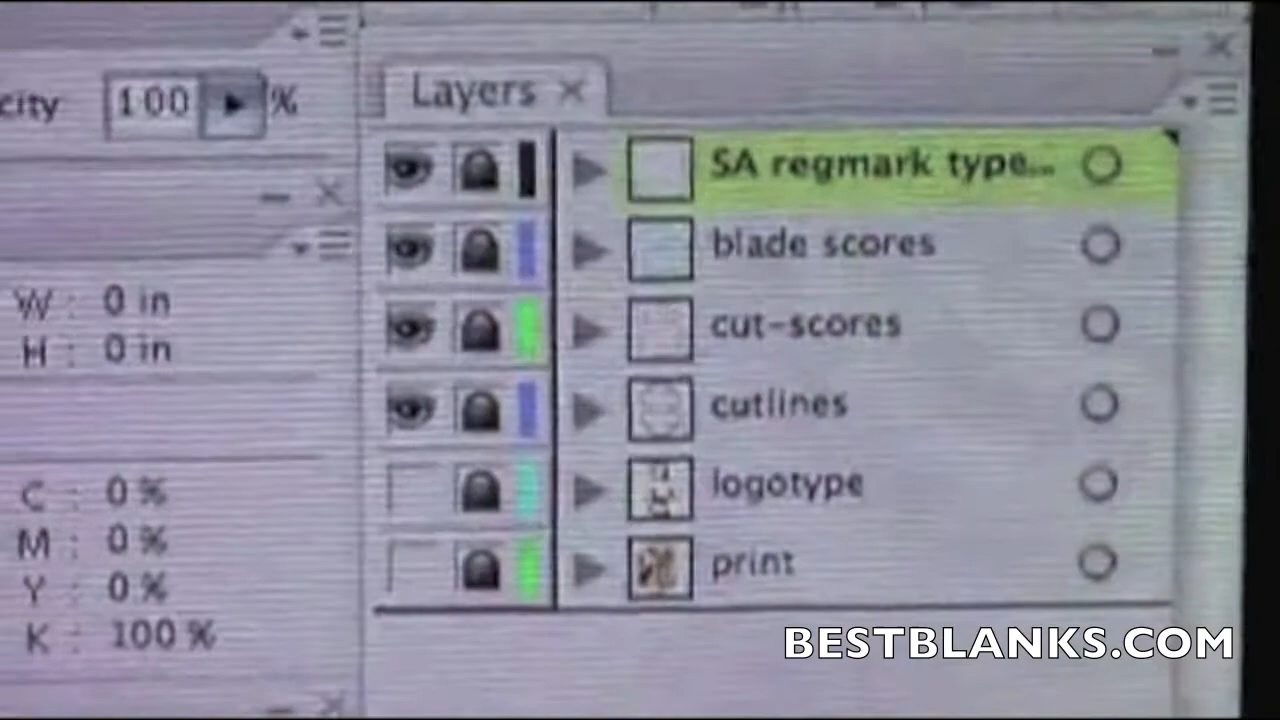 city 100 %
Layers
SA regmark type...
blade scores
cut-scores
cutlines
logotype
print
W : 0 in
H : 0 in
C : 0 %
M : 0 %
Y : 0 %
K : 100 %
BESTBLANKS.COM